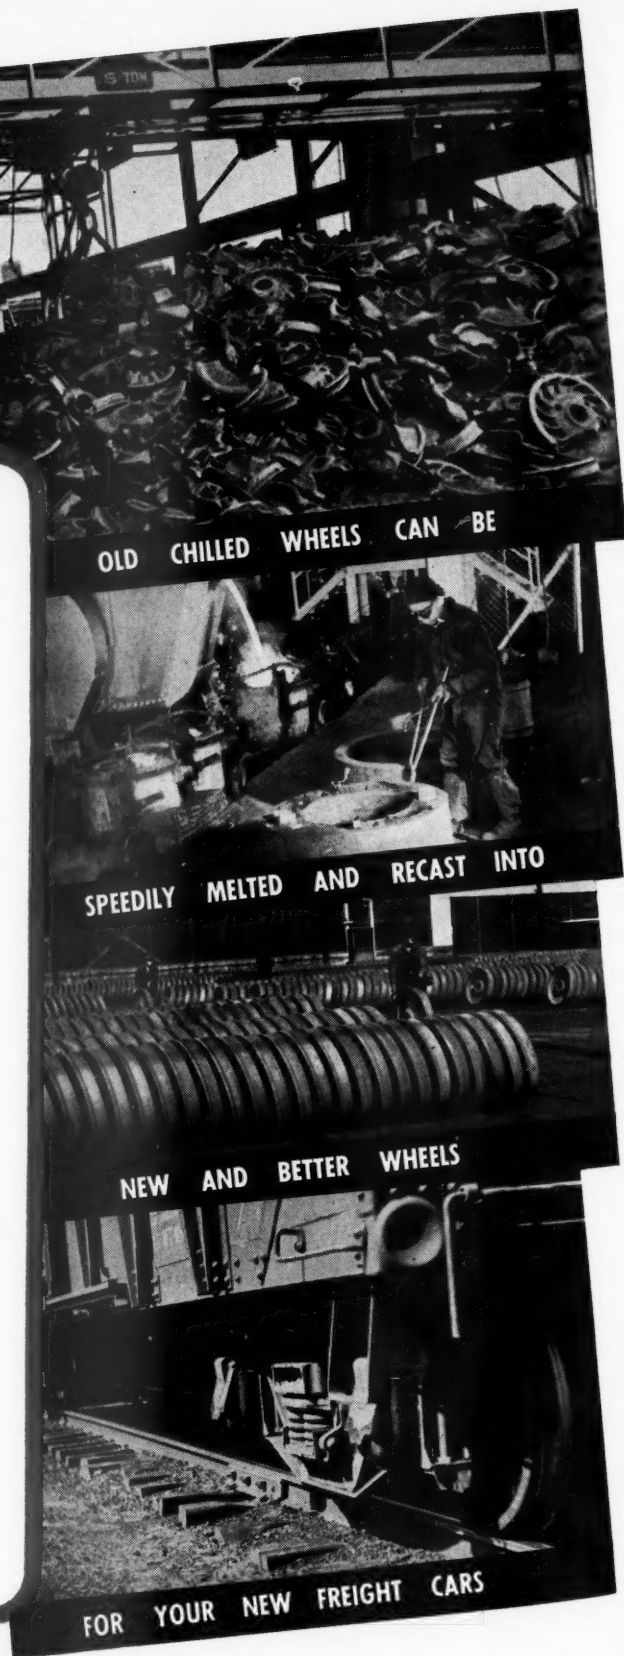 5 TON
OLD CHILLED WHEELS CAN BE
SPEEDILY MELTED AND RECAST INTO
NEW AND BETTER WHEELS
FOR YOUR NEW FREIGHT CARS